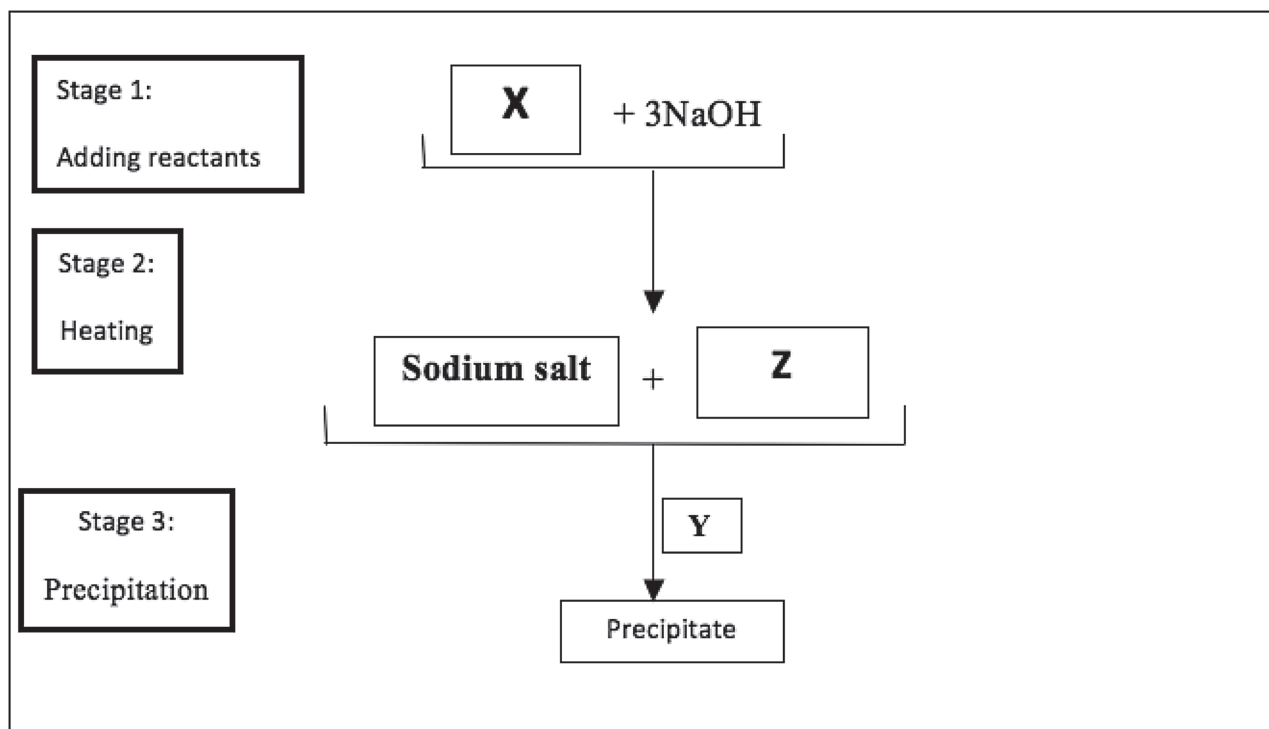 Stage 1:
Adding reactants
X + 3NaOH
Stage 2:
Heating
Sodium salt + Z
Stage 3:
Precipitation
Y
Precipitate